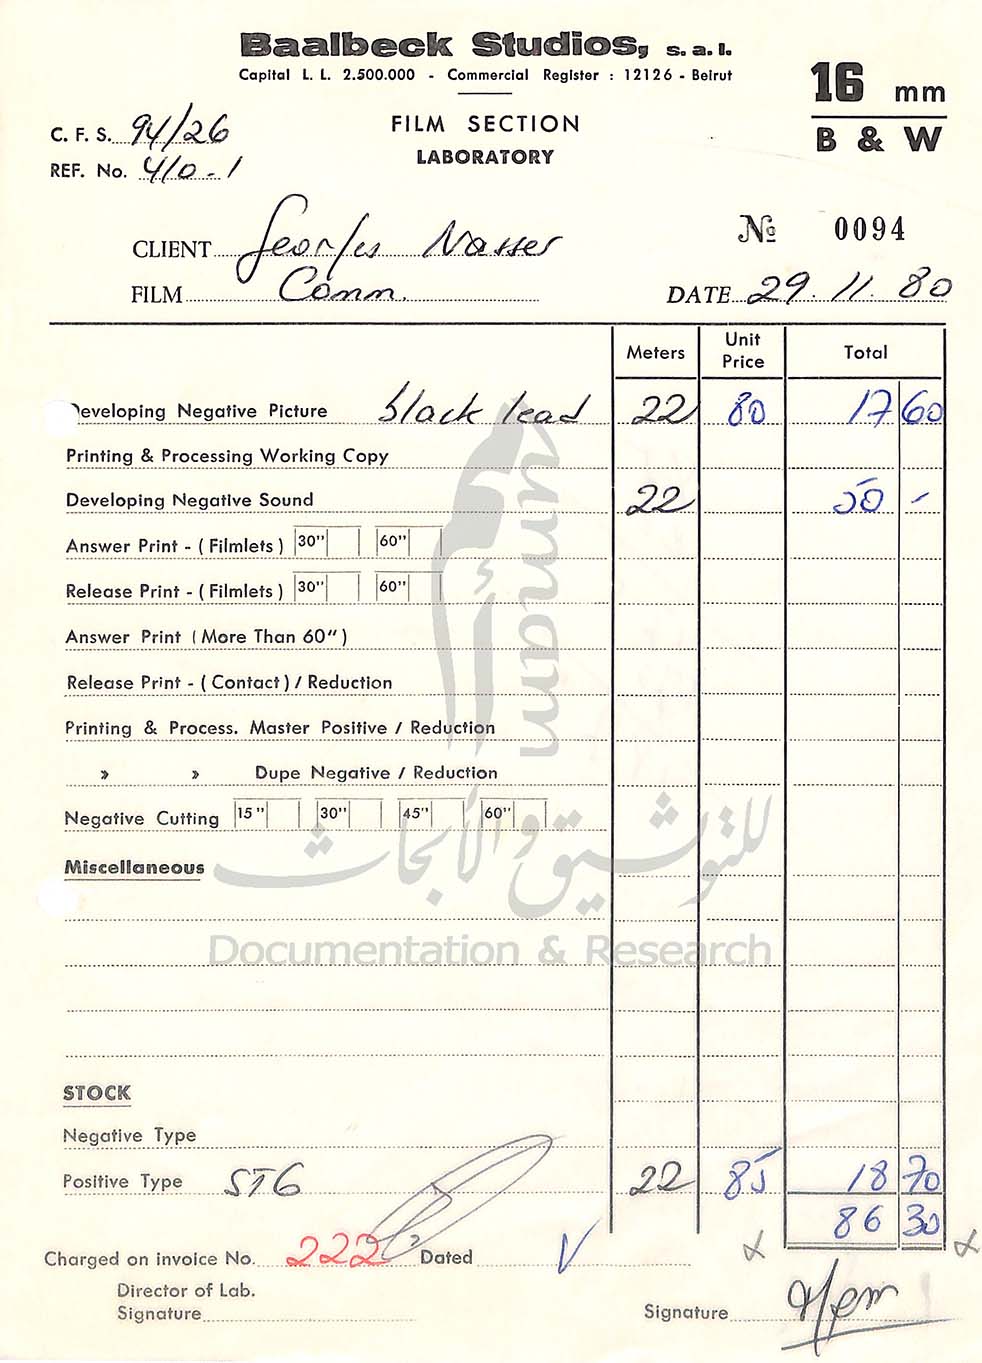 Baalbeck Studios, s.a.l.
Capital L. L. 2.500.000 - Commercial Register : 12126 - Beirut
16 mm
B & W
FILM SECTION
LABORATORY
C. F. S. 94/26
REF. No. 410-1
№ 0094
CLIENT Georges Nasser
FILM Comm.
DATE 29. 11. 80
Meters Unit Price Total
Developing Negative Picture black lead 22 80 17 60
Printing & Processing Working Copy
Developing Negative Sound 22 50 -
Answer Print - ( Filmlets ) 30" 60"
Release Print - ( Filmlets ) 30" 60"
Answer Print ( More Than 60" )
Release Print - ( Contact ) / Reduction
Printing & Process. Master Positive / Reduction
» » Dupe Negative / Reduction
Negative Cutting 15" 30" 45" 60"
Miscellaneous
STOCK
Negative Type
Positive Type ST6 22 85 18 70
86 30
Charged on invoice No. 222 Dated
Director of Lab.
Signature
Signature
أ
umam
للتوثيق والأبحاث
Documentation & Research